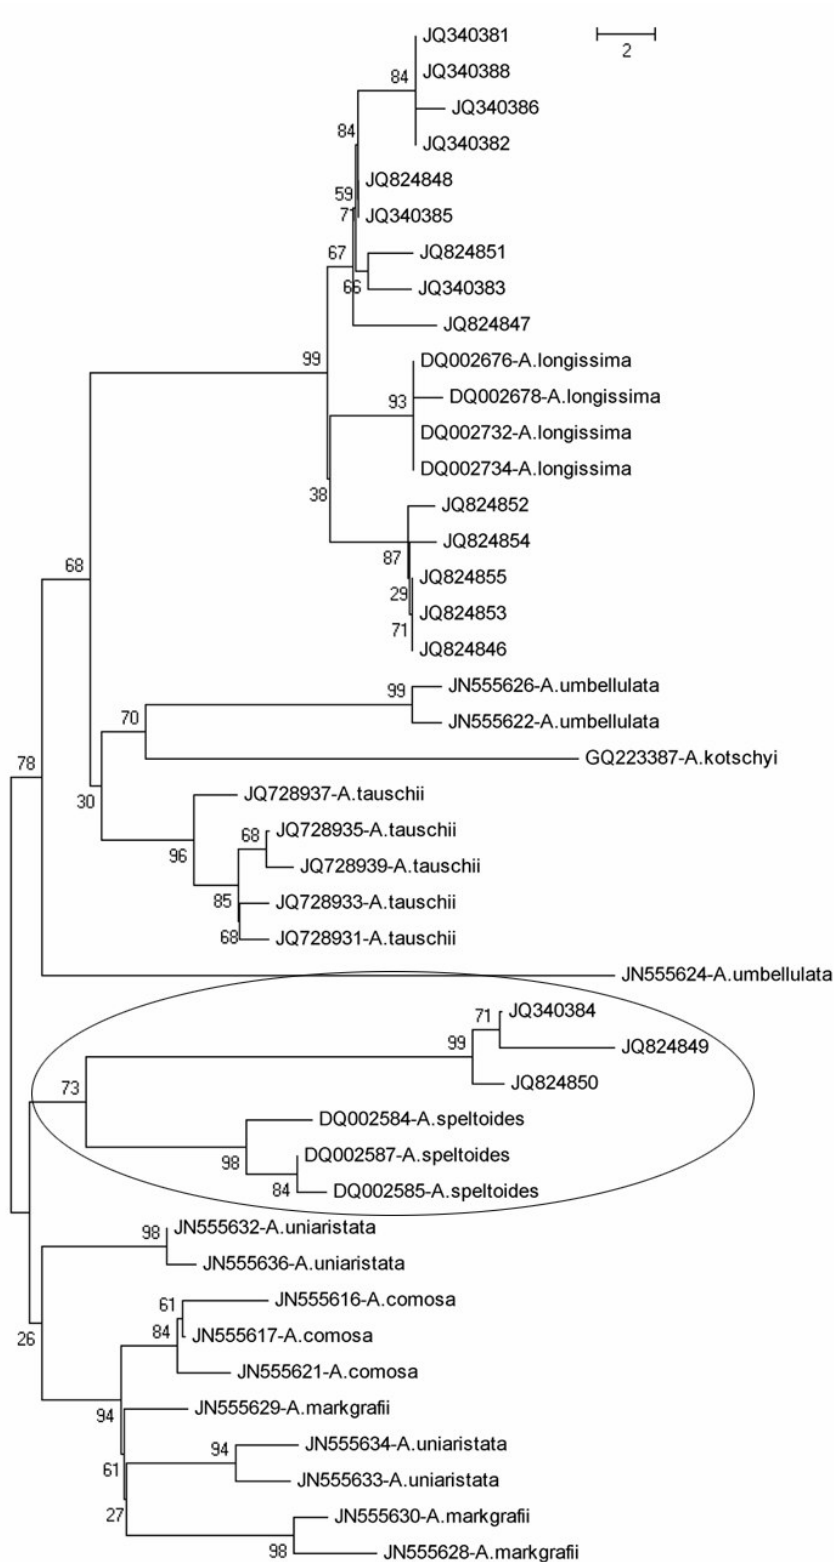 JQ340381
2
JQ340388
84
JQ340386
84
JQ340382
JQ824848
59
71
JQ340385
67
JQ824851
66
JQ340383
JQ824847
99
DQ002676-A.longissima
93
DQ002678-A.longissima
DQ002732-A.longissima
DQ002734-A.longissima
38
JQ824852
JQ824854
87
JQ824855
29
JQ824853
71
JQ824846
68
99
JN555626-A.umbellulata
70
JN555622-A.umbellulata
78
GQ223387-A.kotschyi
30
JQ728937-A.tauschii
68
JQ728935-A.tauschii
96
JQ728939-A.tauschii
85
JQ728933-A.tauschii
68
JQ728931-A.tauschii
JN555624-A.umbellulata
71
JQ340384
99
JQ824849
73
JQ824850
DQ002584-A.speltoides
98
DQ002587-A.speltoides
84
DQ002585-A.speltoides
98
JN555632-A.uniaristata
JN555636-A.uniaristata
61
JN555616-A.comosa
26
84
JN555617-A.comosa
JN555621-A.comosa
94
JN555629-A.markgrafii
94
JN555634-A.uniaristata
61
JN555633-A.uniaristata
27
JN555630-A.markgrafii
98
JN555628-A.markgrafii